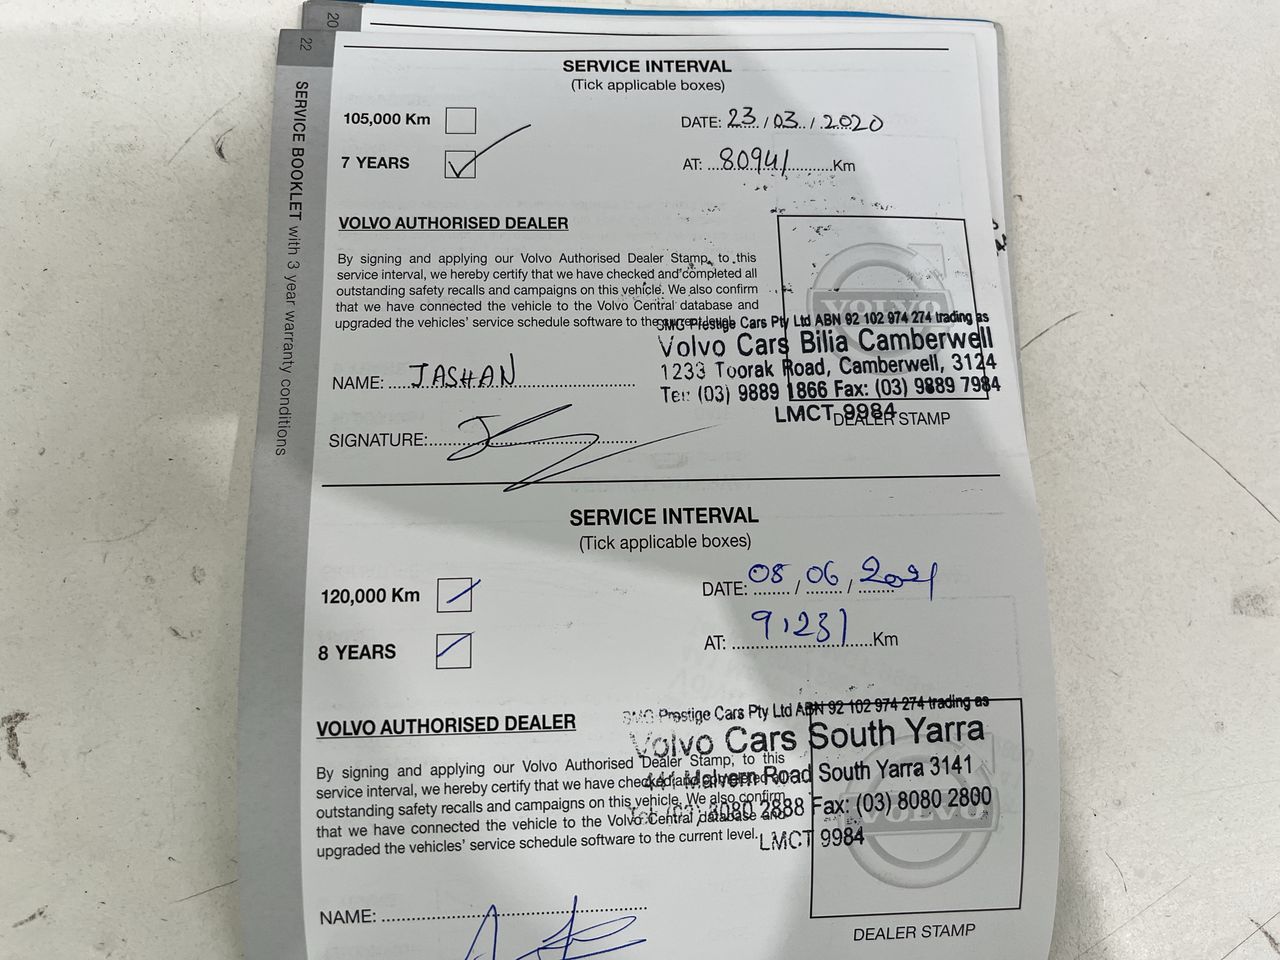 20
22
SERVICE BOOKLET with 3 year warranty conditions
SERVICE INTERVAL
(Tick applicable boxes)
105,000 Km
DATE: 23/03/2020
7 YEARS
AT: 80941 Km
VOLVO AUTHORISED DEALER
By signing and applying our Volvo Authorised Dealer Stamp, to this
service interval, we hereby certify that we have checked and completed all
outstanding safety recalls and campaigns on this vehicle. We also confirm
that we have connected the vehicle to the Volvo Central database and
upgraded the vehicles' service schedule software to the
VOLVO
SMG Prestige Cars Pty Ltd ABN 92 102 974 274 trading as
Volvo Cars Bilia Camberwell
1233 Toorak Road, Camberwell, 3124
Tel: (03) 9889 1866 Fax: (03) 9889 7984
LMCT 9984
DEALER STAMP
NAME: JASHAN
SIGNATURE:
SERVICE INTERVAL
(Tick applicable boxes)
120,000 Km
DATE: 08/06/2021
8 YEARS
AT: 91231 Km
VOLVO AUTHORISED DEALER
By signing and applying our Volvo Authorised Dealer Stamp, to this
service interval, we hereby certify that we have checked and
outstanding safety recalls and campaigns on this vehicle. We also confirm
that we have connected the vehicle to the Volvo Central database and
upgraded the vehicles' service schedule software to the current level.
SMG Prestige Cars Pty Ltd ABN 92 102 974 274 trading as
Volvo Cars South Yarra
Malvern Road South Yarra 3141
8080 2888 Fax: (03) 8080 2800
LMCT 9984
VOLVO
NAME:
DEALER STAMP